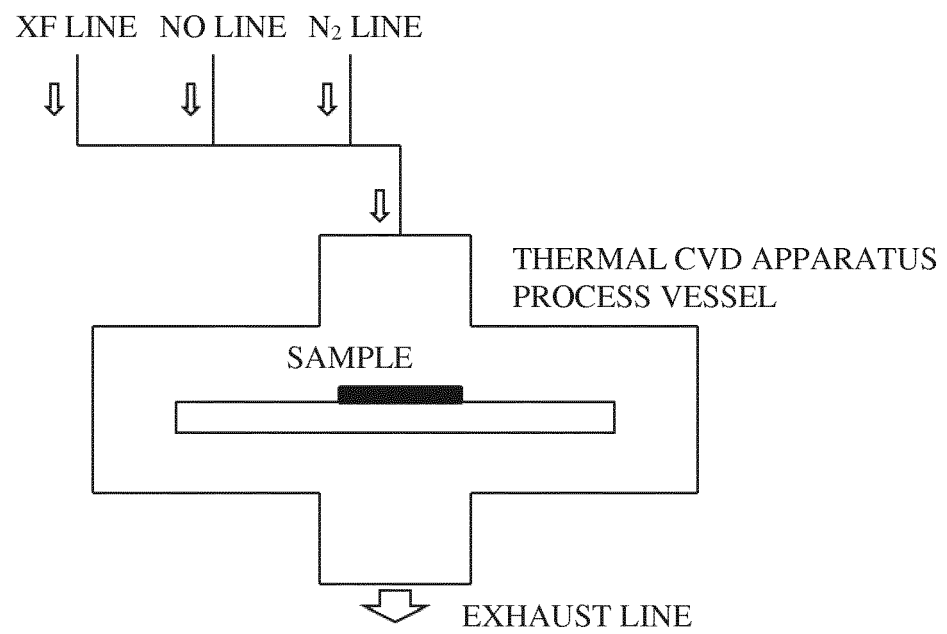 XF LINE NO LINE N₂ LINE
THERMAL CVD APPARATUS
PROCESS VESSEL
SAMPLE
EXHAUST LINE